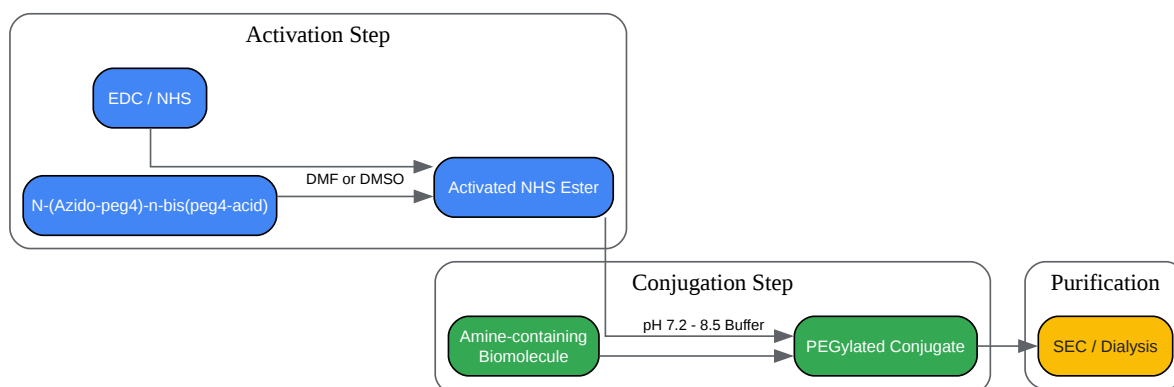 Activation Step
EDC / NHS
DMF or DMSO
Activated NHS Ester
N-(Azido-peg4)-n-bis(peg4-acid)
Conjugation Step
Purification
pH 7.2 - 8.5 Buffer
Amine-containing
Biomolecule
PEGylated Conjugate
SEC / Dialysis